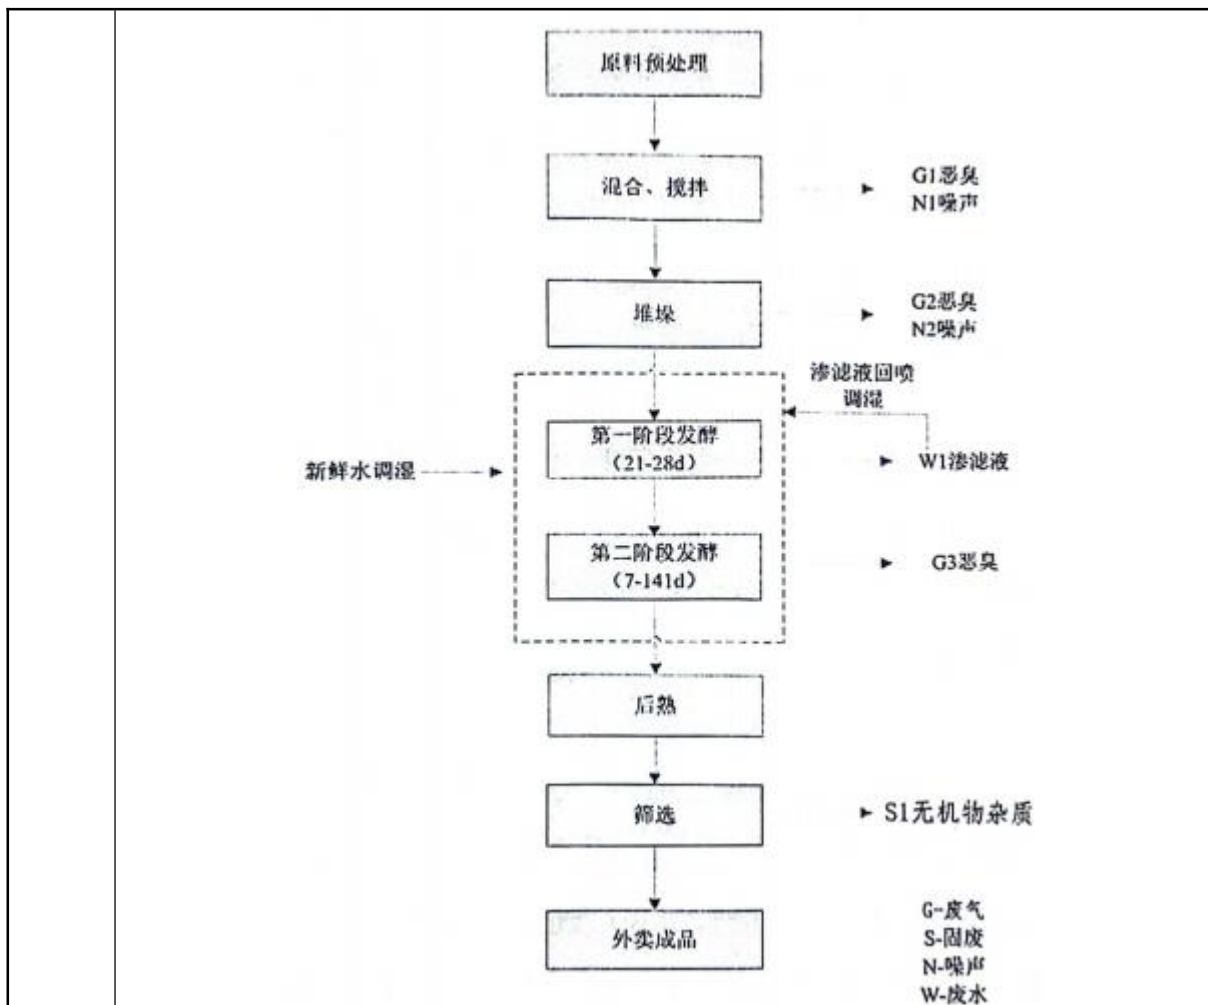 原料预处理
混合、搅拌
G1恶臭
N1噪声
堆垛
G2恶臭
N2噪声
渗滤液回喷
调湿
第一阶段发酵
(21-28d)
新鲜水调湿
W1渗滤液
第二阶段发酵
(7-141d)
G3恶臭
后熟
筛选
S1无机物杂质
外卖成品
G-废气
S-固废
N-噪声
W-废水